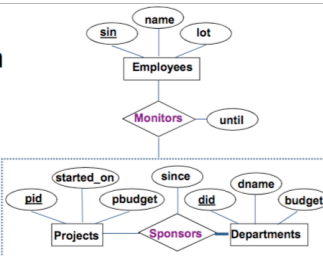 name
sin
lot
Employees
Monitors
until
started_on
since
dname
pid
pbudget
did
budget
Projects
Sponsors
Departments